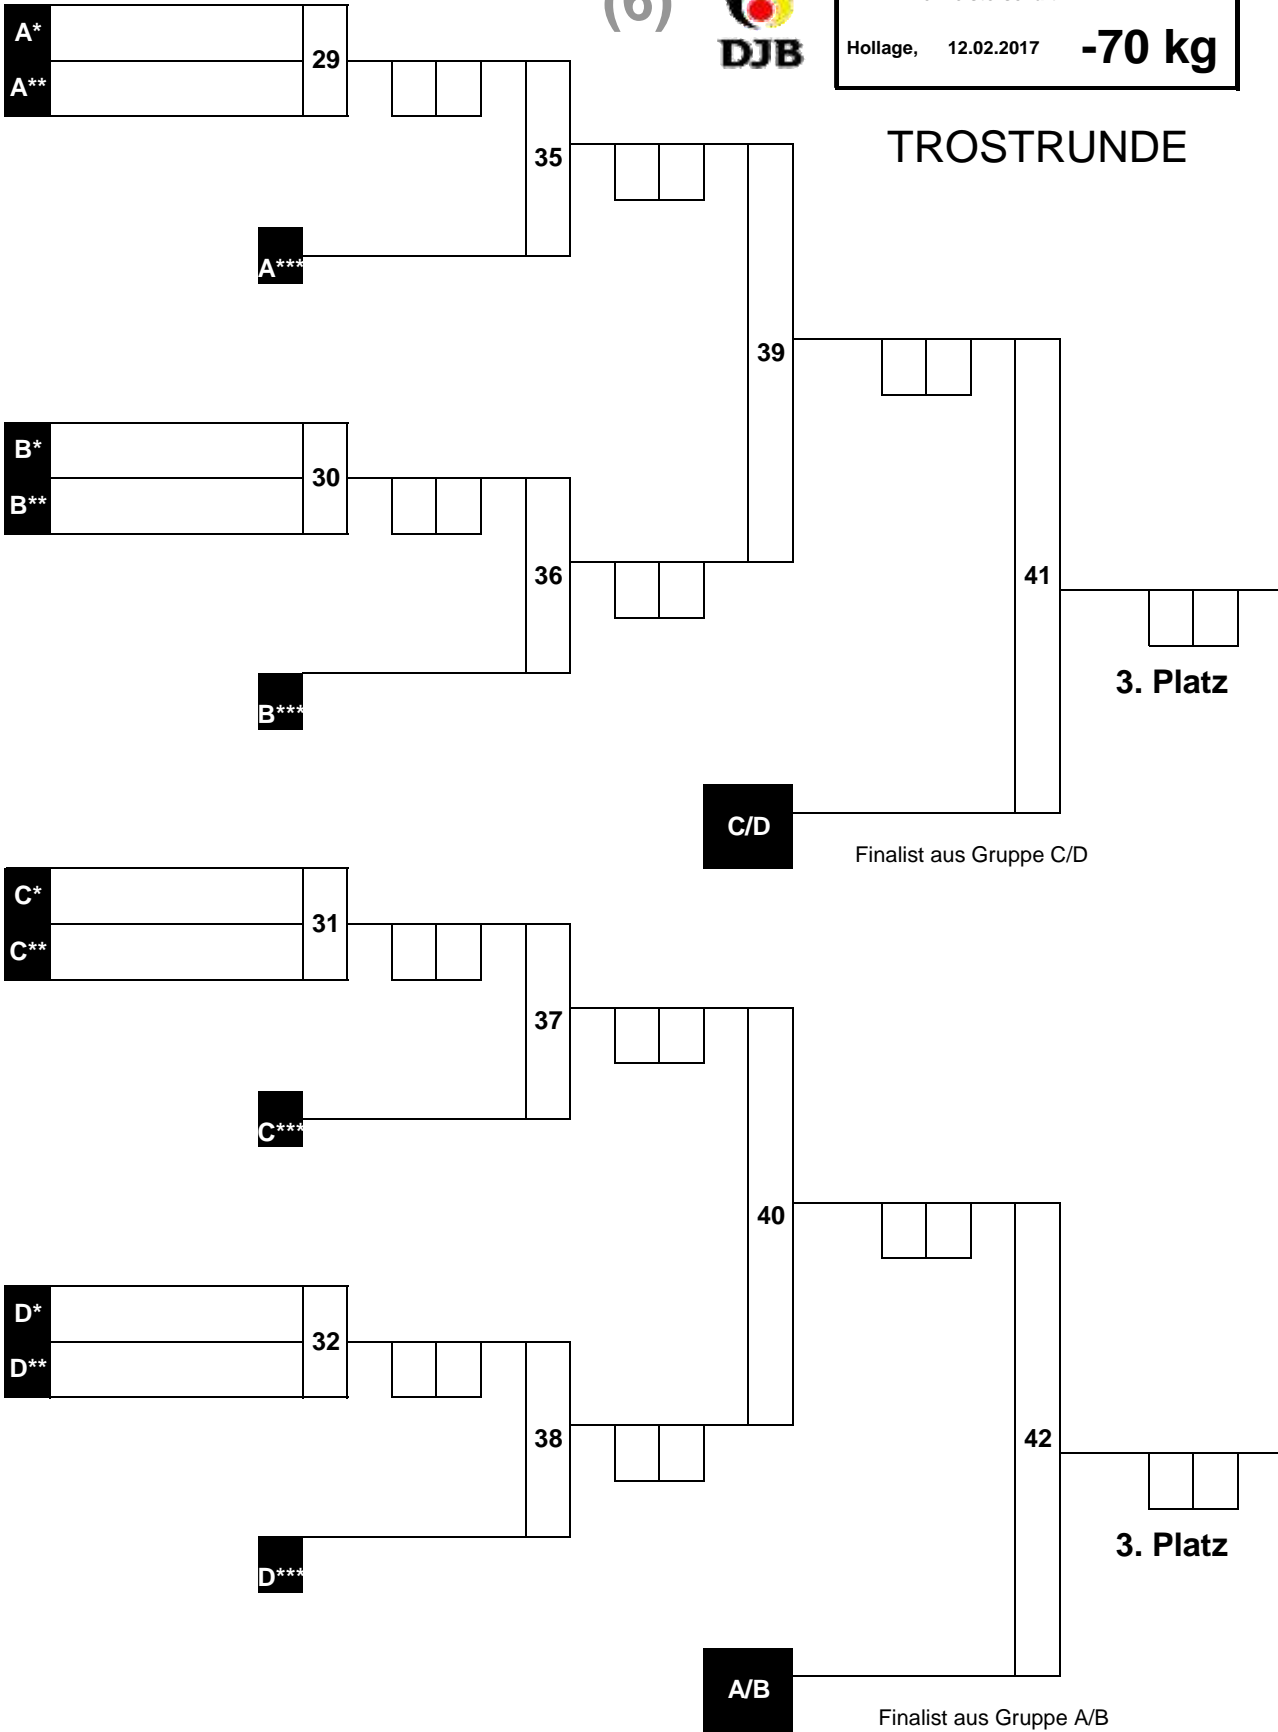 (6)
DJB
Hollage, 12.02.2017 -70 kg
TROSTRUNDE
A*
A**
29
35
A***
39
B*
B**
30
36
41
B***
3. Platz
C/D
Finalist aus Gruppe C/D
C*
C**
31
37
C***
40
D*
D**
32
38
42
D***
3. Platz
A/B
Finalist aus Gruppe A/B